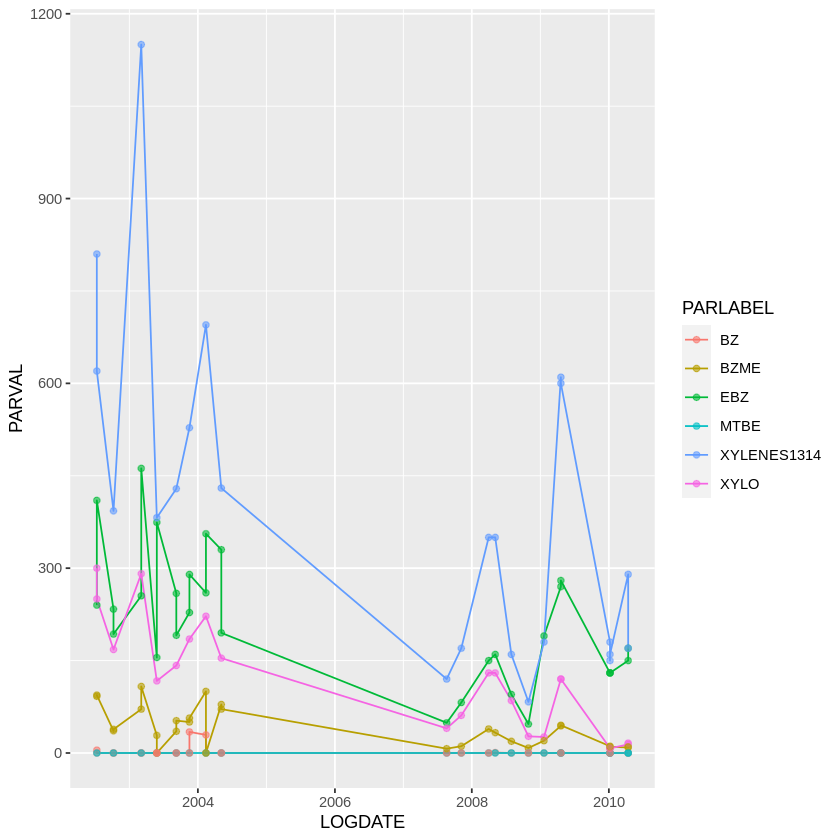 1200
900
600
300
0
PARVAL
2004 2006 2008 2010
LOGDATE
PARLABEL
BZ
BZME
EBZ
MTBE
XYLENES1314
XYLO